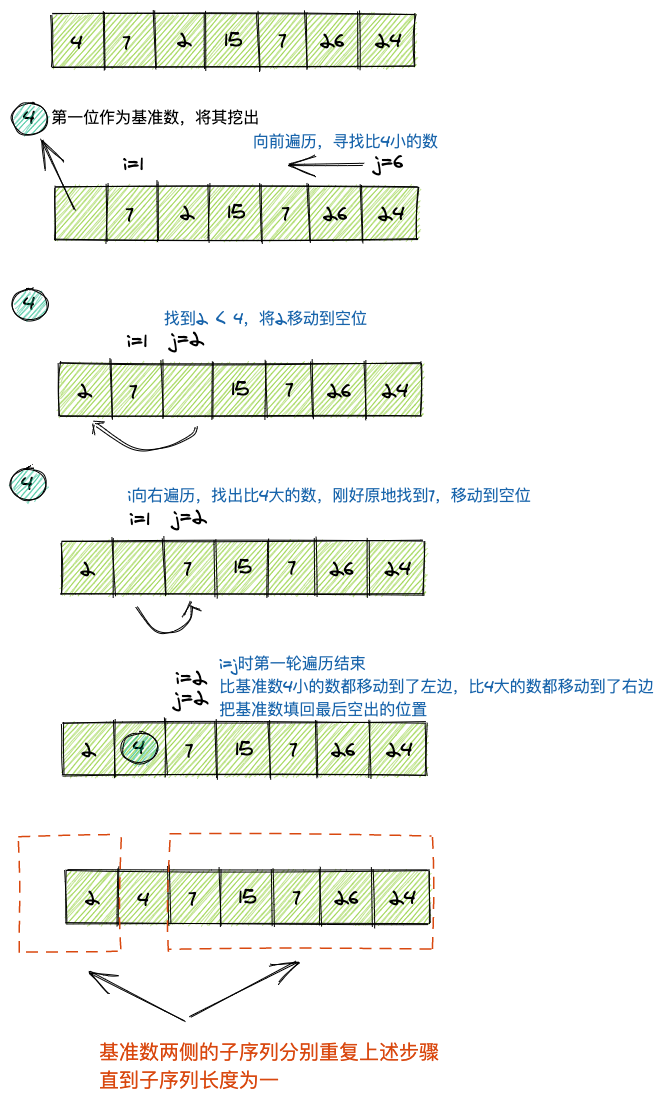 4 7 2 15 7 26 24
4 第一位作为基准数，将其挖出
向前遍历，寻找比4小的数
i=1 j=6
7 2 15 7 26 24
4
找到2 < 4，将2移动到空位
i=1 j=2
2 7 15 7 26 24
4
i向右遍历，找出比4大的数，刚好原地找到7，移动到空位
i=1 j=2
2 7 15 7 26 24
i=j时第一轮遍历结束
i=2
比基准数4小的数都移动到了左边，比4大的数都移动到了右边
j=2
把基准数填回最后空出的位置
2 4 7 15 7 26 24
2 4 7 15 7 26 24
基准数两侧的子序列分别重复上述步骤
直到子序列长度为一